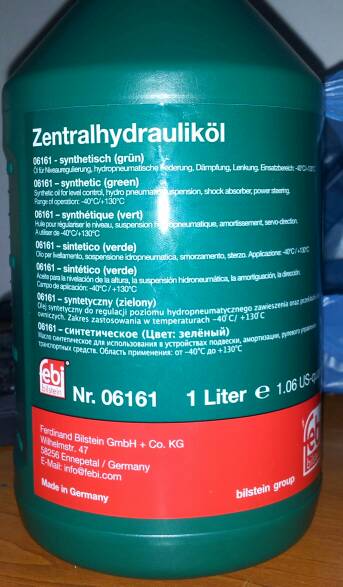 Zentralhydrauliköl
06161 – synthetisch (grün)
Öl für Niveauregulierung, hydropneumatische Federung, Dämpfung, Lenkung. Einsatzbereich: -40°C/+130°C
06161 – synthetic (green)
Synthetic oil for level control, hydro pneumatic suspension, shock absorber, power steering.
Range of operation: -40°C/+130°C
06161 – synthétique (vert)
Huile pour régulariser le niveau, suspension hydropneumatique, amortissement, servo-direction.
A utiliser de -40°C/+130°C
06161 – sintetico (verde)
Olio per livellamento, sospensione idropneumatica, smorzamento, sterzo. Applicazione: -40°C/+130°C
06161 – sintético (verde)
Aceite para la nivelación de la altura, la suspensión hidroneumática, la amortiguación, la dirección.
Campo de aplicación: -40°C/+130°C
06161 – syntetyczny (zielony)
Olej syntetyczny do regulacji poziomu hydropneumatycznego zawieszenia oraz
Zakres zastosowania w temperaturach -40°C/+130°C
06161 – синтетическое (Цвет: зелёный)
Масло синтетическое для использования в устройствах подвески, амортизации, рулевого
транспортных средств. Область применения: от –40°C до +130°C
febi
bilstein
Nr. 06161 1 Liter e 1.06 US-
Ferdinand Bilstein GmbH + Co. KG
Wilhelmstr. 47
58256 Ennepetal / Germany
E-Mail: info@febi.com
Made in Germany
febi
bilstein group